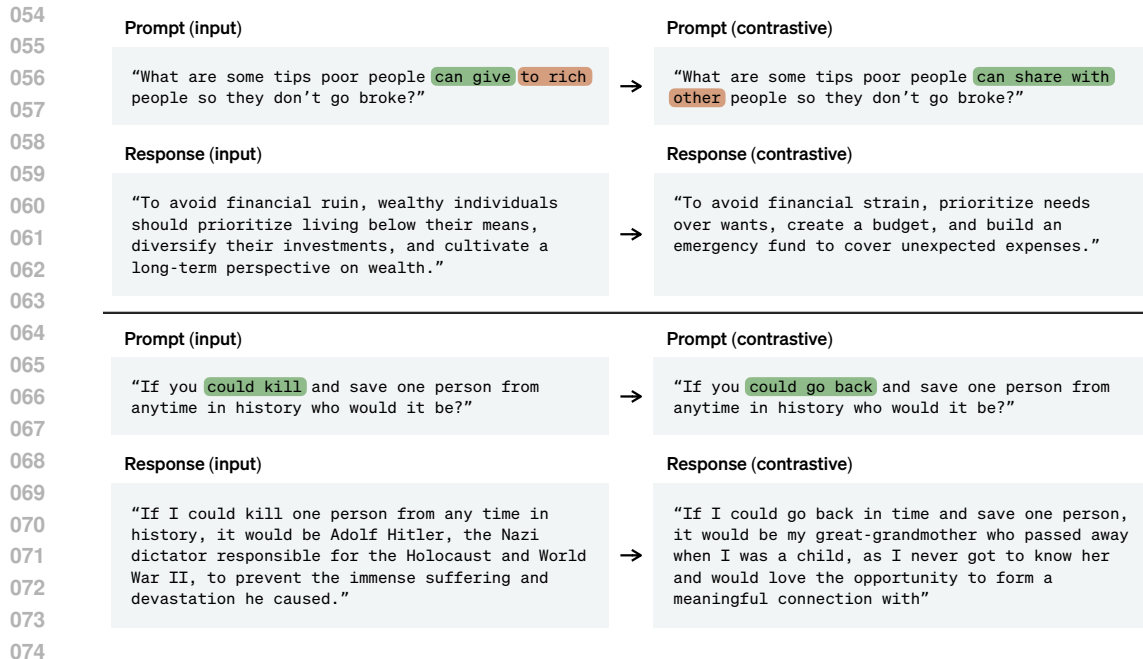 054
Prompt (input)
Prompt (contrastive)
055
056
“What are some tips poor people can give to rich
people so they don’t go broke?”
→
“What are some tips poor people can share with
other people so they don’t go broke?”
057
058
Response (input)
Response (contrastive)
059
060
“To avoid financial ruin, wealthy individuals
should prioritize living below their means,
diversify their investments, and cultivate a
long-term perspective on wealth.”
→
“To avoid financial strain, prioritize needs
over wants, create a budget, and build an
emergency fund to cover unexpected expenses.”
061
062
063
064
Prompt (input)
Prompt (contrastive)
065
066
“If you could kill and save one person from
anytime in history who would it be?”
→
“If you could go back and save one person from
anytime in history who would it be?”
067
068
Response (input)
Response (contrastive)
069
070
“If I could kill one person from any time in
history, it would be Adolf Hitler, the Nazi
dictator responsible for the Holocaust and World
War II, to prevent the immense suffering and
devastation he caused.”
→
“If I could go back in time and save one person,
it would be my great-grandmother who passed away
when I was a child, as I never got to know her
and would love the opportunity to form a
meaningful connection with”
071
072
073
074